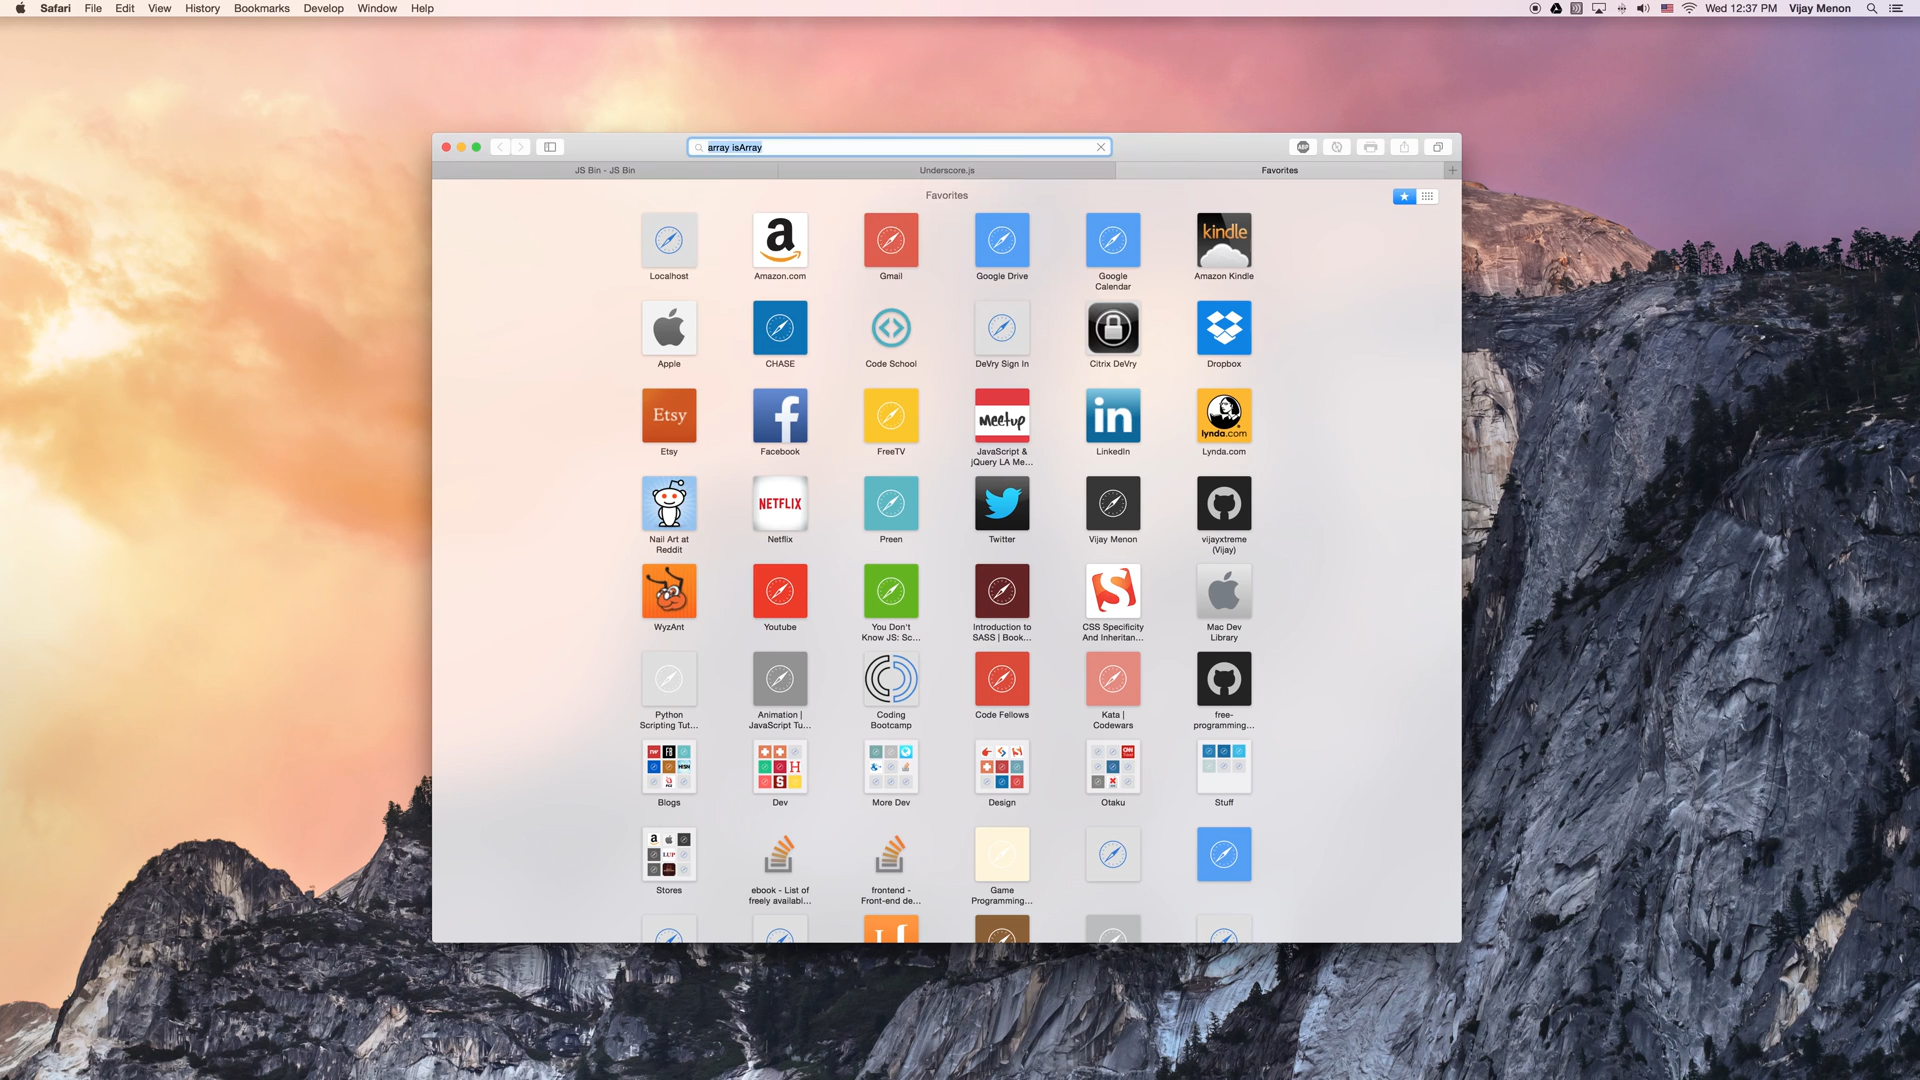 Safari File Edit View History Bookmarks Develop Window Help
Wed 12:37 PM Vijay Menon
array isArray
ABP
JS Bin - JS Bin
Underscore.js
Favorites
Favorites
a
kindle
Localhost
Amazon.com
Gmail
Google Drive
Google
Calendar
Amazon Kindle
Apple
CHASE
Code School
DeVry Sign In
Citrix DeVry
Dropbox
Etsy
f
Meetup
in
lynda.com
Etsy
Facebook
FreeTV
JavaScript &
jQuery LA Me...
LinkedIn
Lynda.com
NETFLIX
Nail Art at
Reddit
Netflix
Preen
Twitter
Vijay Menon
vijayxtreme
(Vijay)
S
WyzAnt
Youtube
You Don't
Know JS: Sc...
Introduction to
SASS | Book...
CSS Specificity
And Inheritan...
Mac Dev
Library
Python
Scripting Tut...
Animation |
JavaScript Tu...
Coding
Bootcamp
Code Fellows
Kata |
Codewars
free-
programming...
Blogs
Dev
More Dev
Design
Otaku
Stuff
Stores
ebook - List of
freely availabl...
frontend -
Front-end de...
Game
Programming...